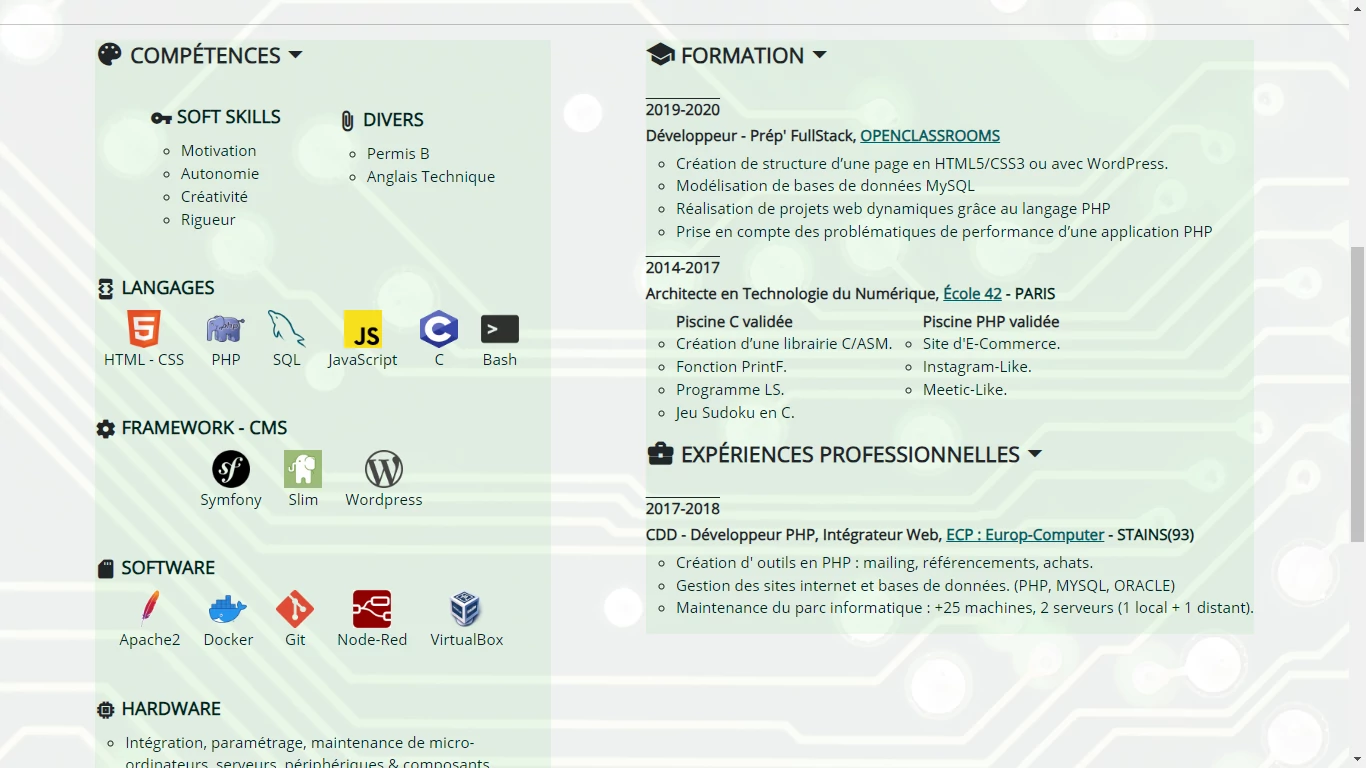 COMPÉTENCES
SOFT SKILLS
Motivation
Autonomie
Créativité
Rigueur
DIVERS
Permis B
Anglais Technique
LANGAGES
HTML - CSS PHP SQL JavaScript C Bash
FRAMEWORK - CMS
Symfony Slim Wordpress
SOFTWARE
Apache2 Docker Git Node-Red VirtualBox
HARDWARE
Intégration, paramétrage, maintenance de micro-
ordinateurs, serveurs, périphériques & composants
FORMATION
2019-2020
Développeur - Prép' FullStack, OPENCLASSROOMS
Création de structure d’une page en HTML5/CSS3 ou avec WordPress.
Modélisation de bases de données MySQL
Réalisation de projets web dynamiques grâce au langage PHP
Prise en compte des problématiques de performance d’une application PHP
2014-2017
Architecte en Technologie du Numérique, École 42 - PARIS
Piscine C validée
Création d’une librairie C/ASM.
Fonction PrintF.
Programme LS.
Jeu Sudoku en C.
Piscine PHP validée
Site d'E-Commerce.
Instagram-Like.
Meetic-Like.
EXPÉRIENCES PROFESSIONNELLES
2017-2018
CDD - Développeur PHP, Intégrateur Web, ECP : Europ-Computer - STAINS(93)
Création d' outils en PHP : mailing, référencements, achats.
Gestion des sites internet et bases de données. (PHP, MYSQL, ORACLE)
Maintenance du parc informatique : +25 machines, 2 serveurs (1 local + 1 distant).